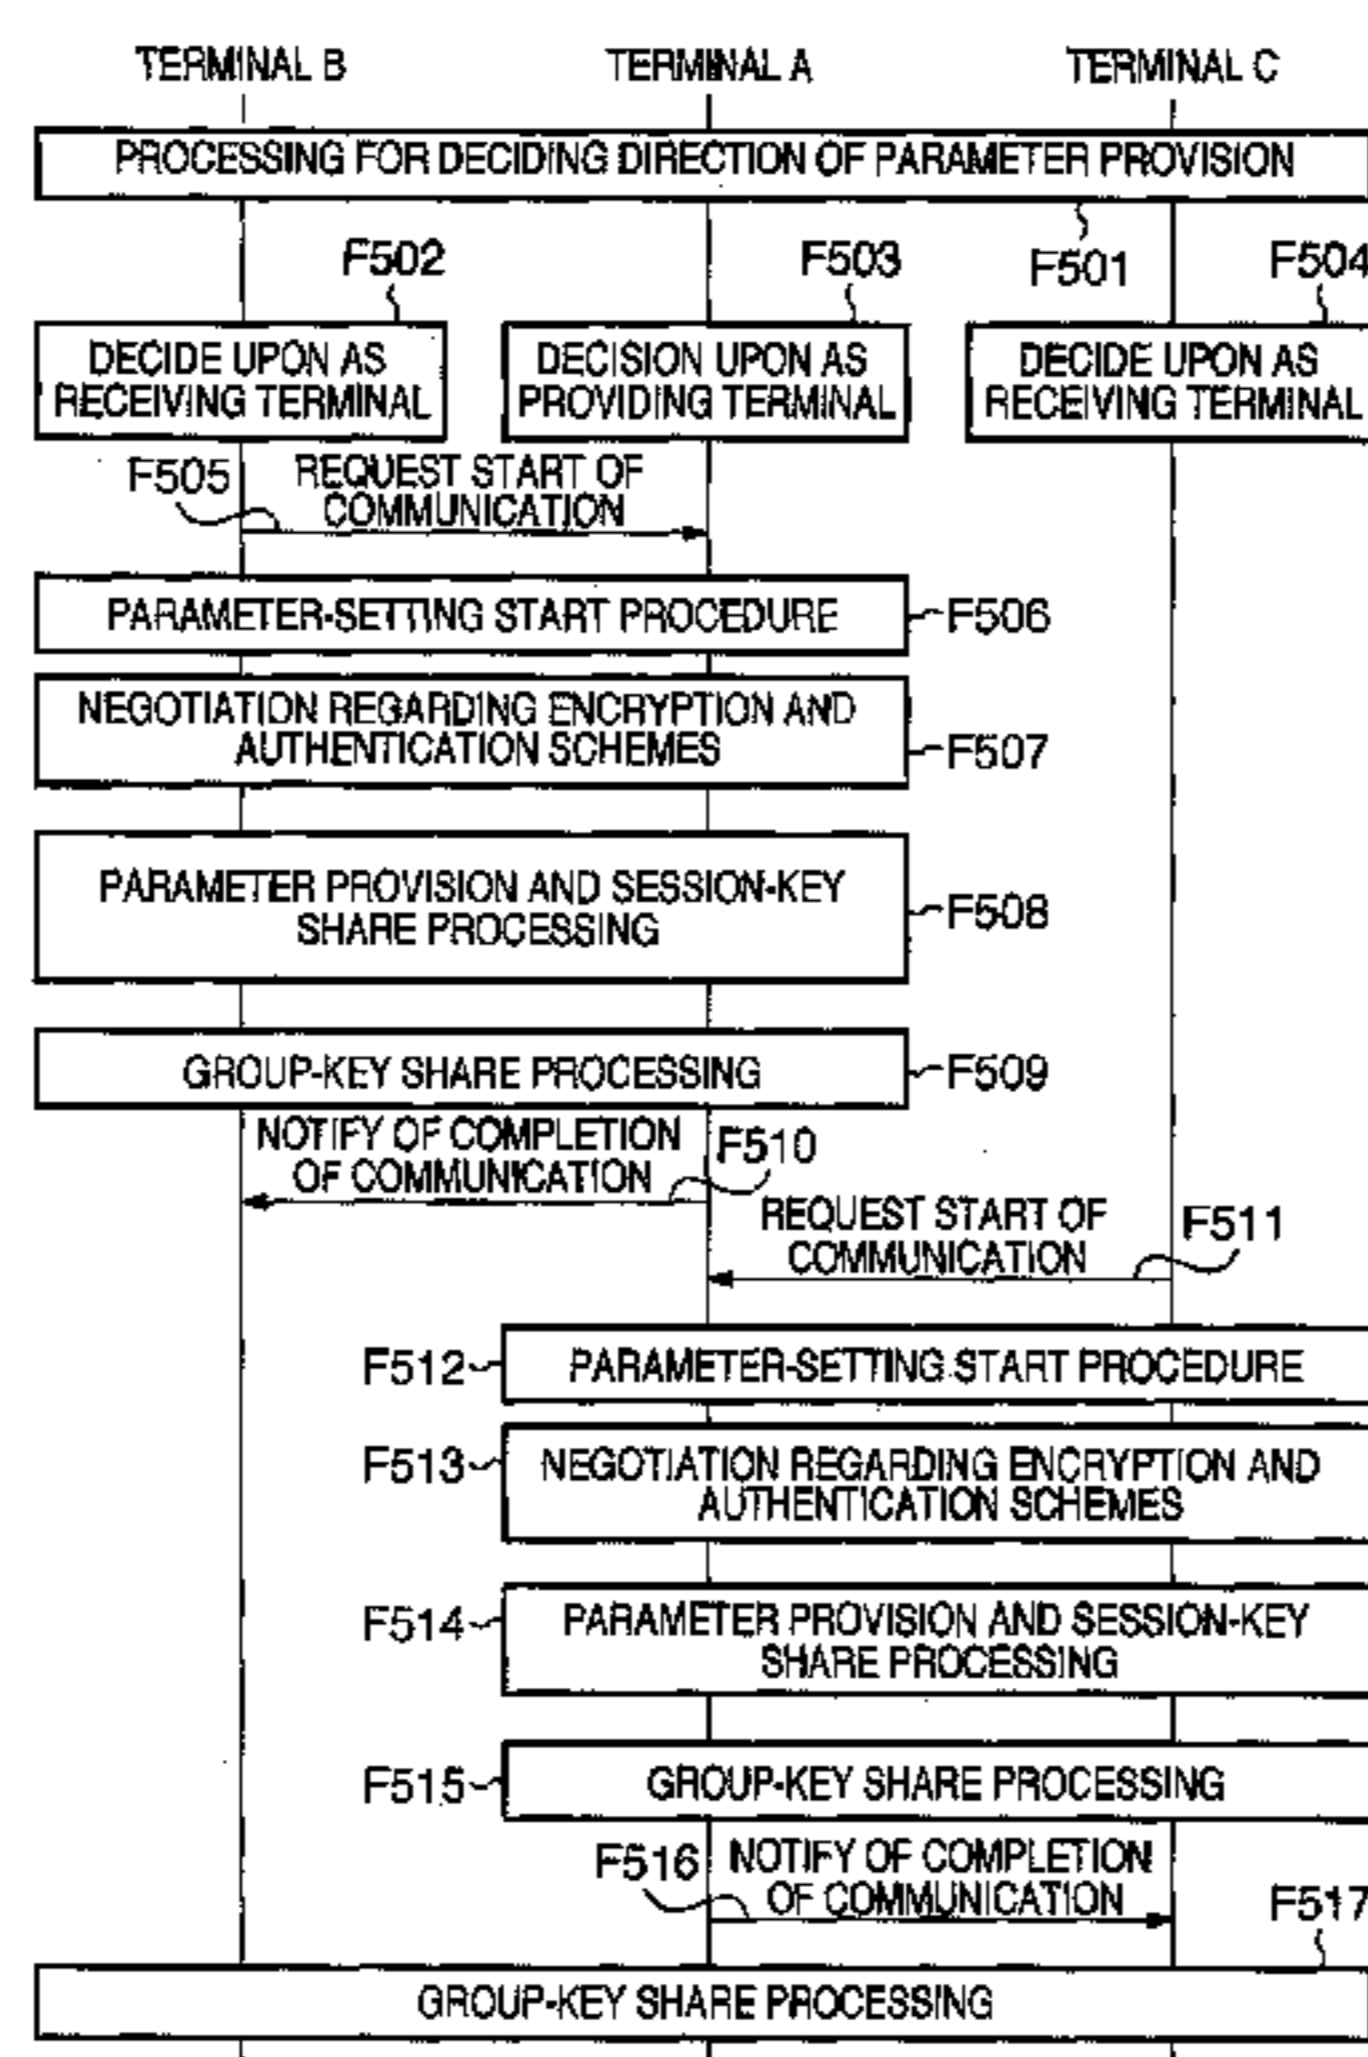 TERMINAL B
TERMINAL A
TERMINAL C
PROCESSING FOR DECIDING DIRECTION OF PARAMETER PROVISION
F501
F502
F503
F504
DECIDE UPON AS
RECEIVING TERMINAL
DECISION UPON AS
PROVIDING TERMINAL
DECIDE UPON AS
RECEIVING TERMINAL
F505
REQUEST START OF
COMMUNICATION
PARAMETER-SETTING START PROCEDURE
F506
NEGOTIATION REGARDING ENCRYPTION AND
AUTHENTICATION SCHEMES
F507
PARAMETER PROVISION AND SESSION-KEY
SHARE PROCESSING
F508
GROUP-KEY SHARE PROCESSING
F509
NOTIFY OF COMPLETION
OF COMMUNICATION
F510
REQUEST START OF
COMMUNICATION
F511
F512
PARAMETER-SETTING START PROCEDURE
F513
NEGOTIATION REGARDING ENCRYPTION AND
AUTHENTICATION SCHEMES
F514
PARAMETER PROVISION AND SESSION-KEY
SHARE PROCESSING
F515
GROUP-KEY SHARE PROCESSING
F516
NOTIFY OF COMPLETION
OF COMMUNICATION
F517
GROUP-KEY SHARE PROCESSING